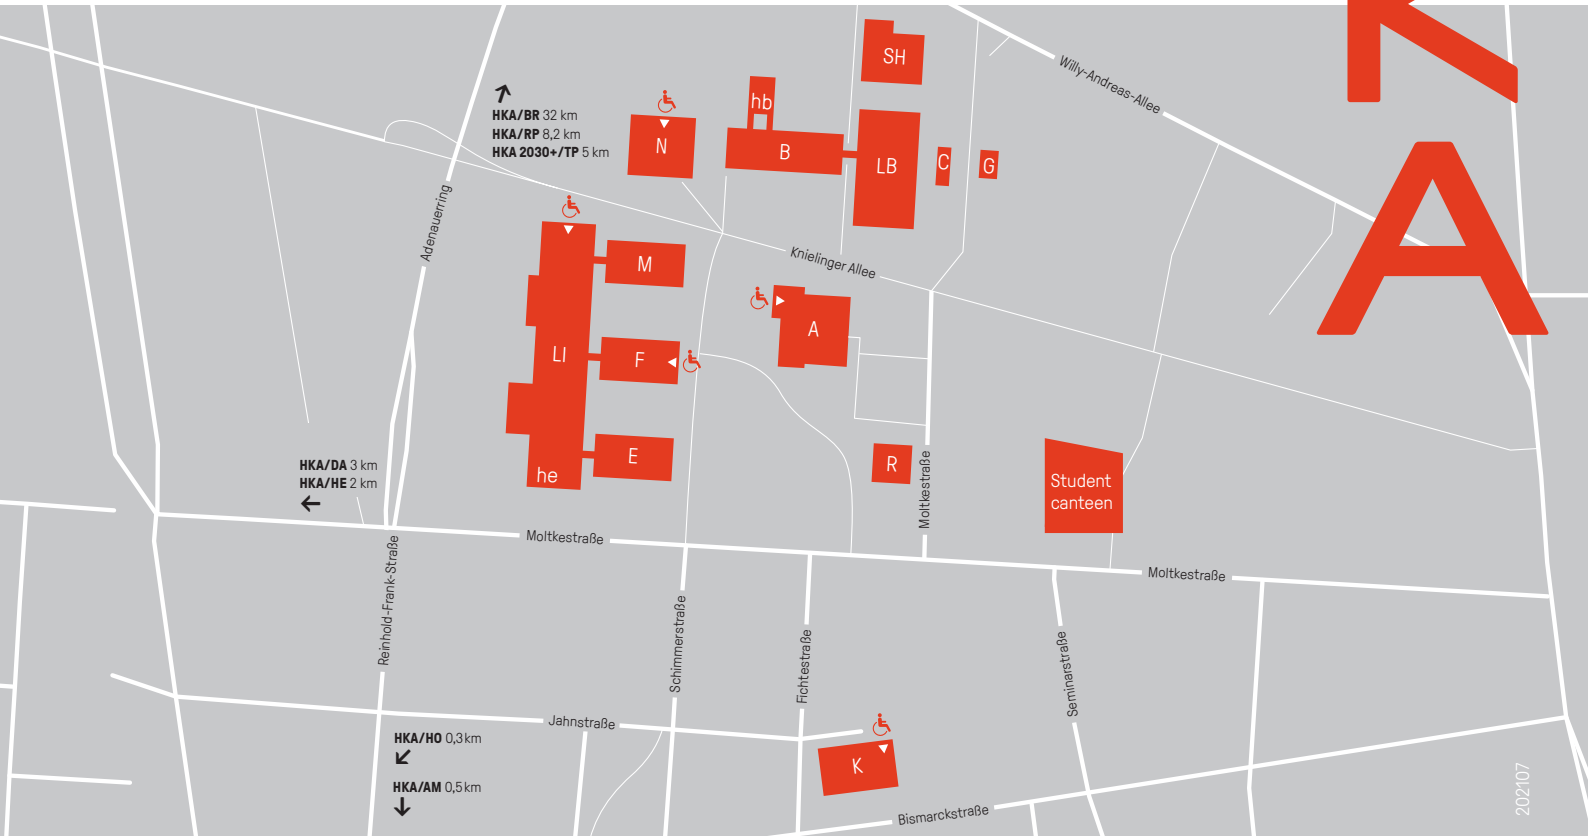 KA
SH
Willy-Andreas-Allee
HKA/BR 32 km
HKA/RP 8,2 km
HKA 2030+/TP 5 km
hb
N
B
LB
C
G
Adenauerring
M
Knielinger Allee
A
LI
F
E
he
R
HKA/DA 3 km
HKA/HE 2 km
Moltkestraße
Student
canteen
Moltkestraße
Moltkestraße
Reinhold-Frank-Straße
Schimmerstraße
Fichtestraße
Seminarstraße
Jahnstraße
HKA/HO 0,3 km
HKA/AM 0,5 km
K
Bismarckstraße
202107